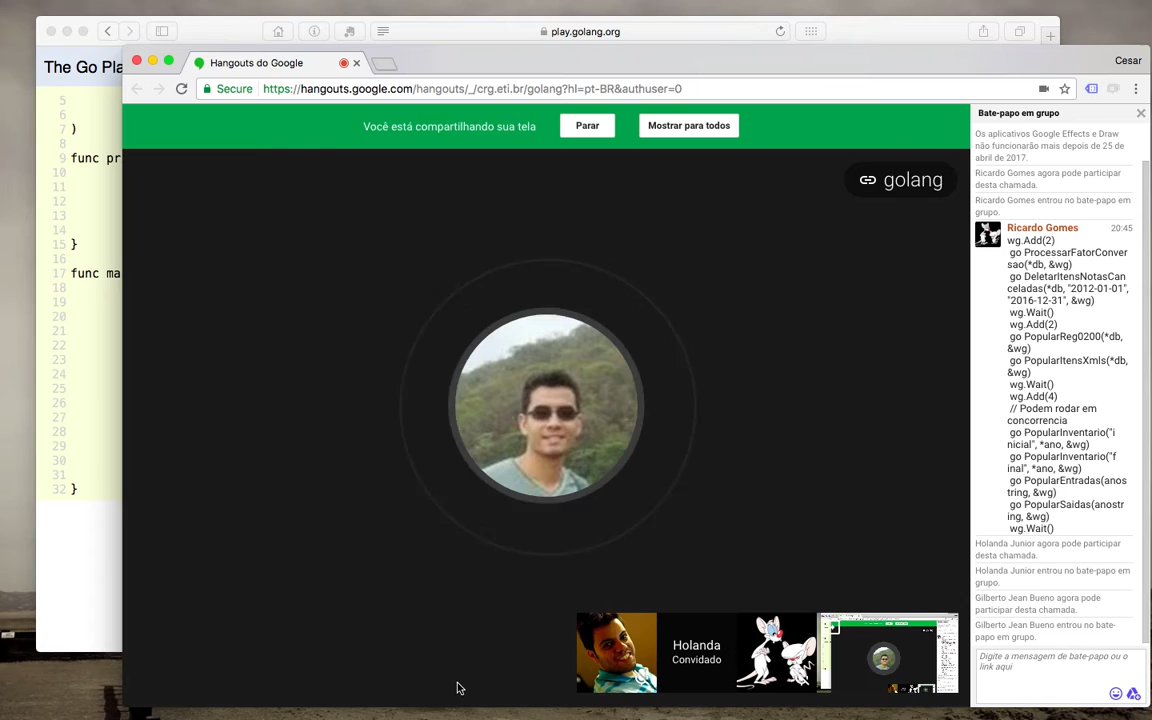 play.golang.org
Hangouts do Google
Cesar
The Go Pla
Secure https://hangouts.google.com/hangouts/_/crg.eti.br/golang?hl=pt-BR&authuser=0
Você está compartilhando sua tela
Parar
Mostrar para todos
golang
5
6
7 )
8
9 func pr
10
11
12
13
14
15 }
16
17 func ma
18
19
20
21
22
23
24
25
26
27
28
29
30
31
32 }
Holanda
Convidado
Bate-papo em grupo
Os aplicativos Google Effects e Draw
não funcionarão mais depois de 25 de
abril de 2017.
Ricardo Gomes agora pode participar
desta chamada.
Ricardo Gomes entrou no bate-papo em
grupo.
Ricardo Gomes 20:45
wg.Add(2)
go ProcessarFatorConver
sao(*db, &wg)
go DeletarItensNotasCan
celadas(*db, "2012-01-01",
"2016-12-31", &wg)
wg.Wait()
wg.Add(2)
go PopularReg0200(*db,
&wg)
go PopularItensXmls(*db,
&wg)
wg.Wait()
wg.Add(4)
// Podem rodar em
concorrencia
go PopularInventario("i
nicial", *ano, &wg)
go PopularInventario("f
inal", *ano, &wg)
go PopularEntradas(anos
tring, &wg)
go PopularSaidas(anostr
ing, &wg)
wg.Wait()
Holanda Junior agora pode participar
desta chamada.
Holanda Junior entrou no bate-papo em
grupo.
Gilberto Jean Bueno agora pode
participar desta chamada.
Gilberto Jean Bueno entrou no bate-
papo em grupo.
Digite a mensagem de bate-papo ou o
link aqui